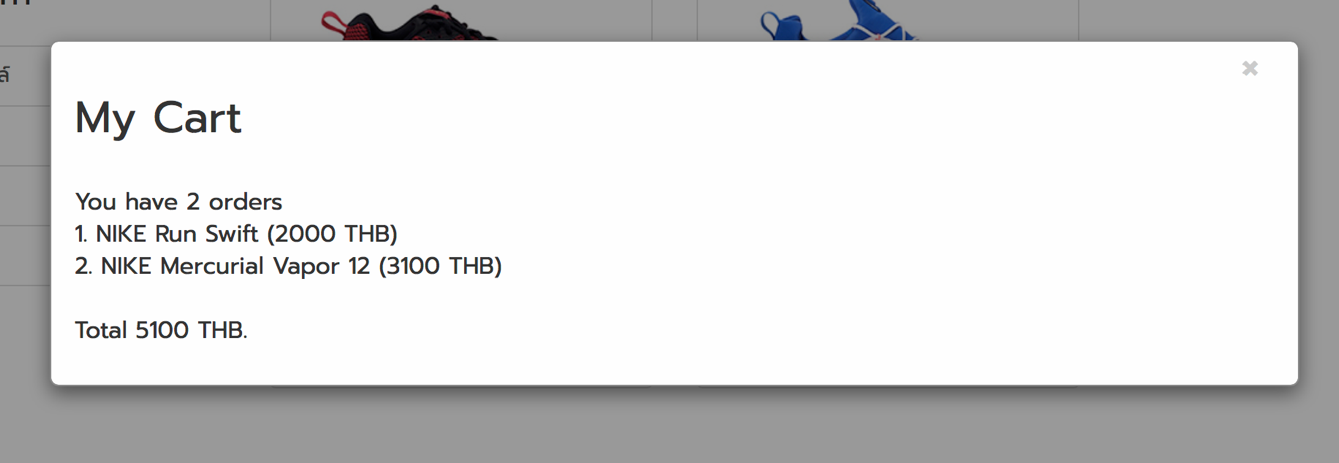 My Cart
You have 2 orders
1. NIKE Run Swift (2000 THB)
2. NIKE Mercurial Vapor 12 (3100 THB)
Total 5100 THB.